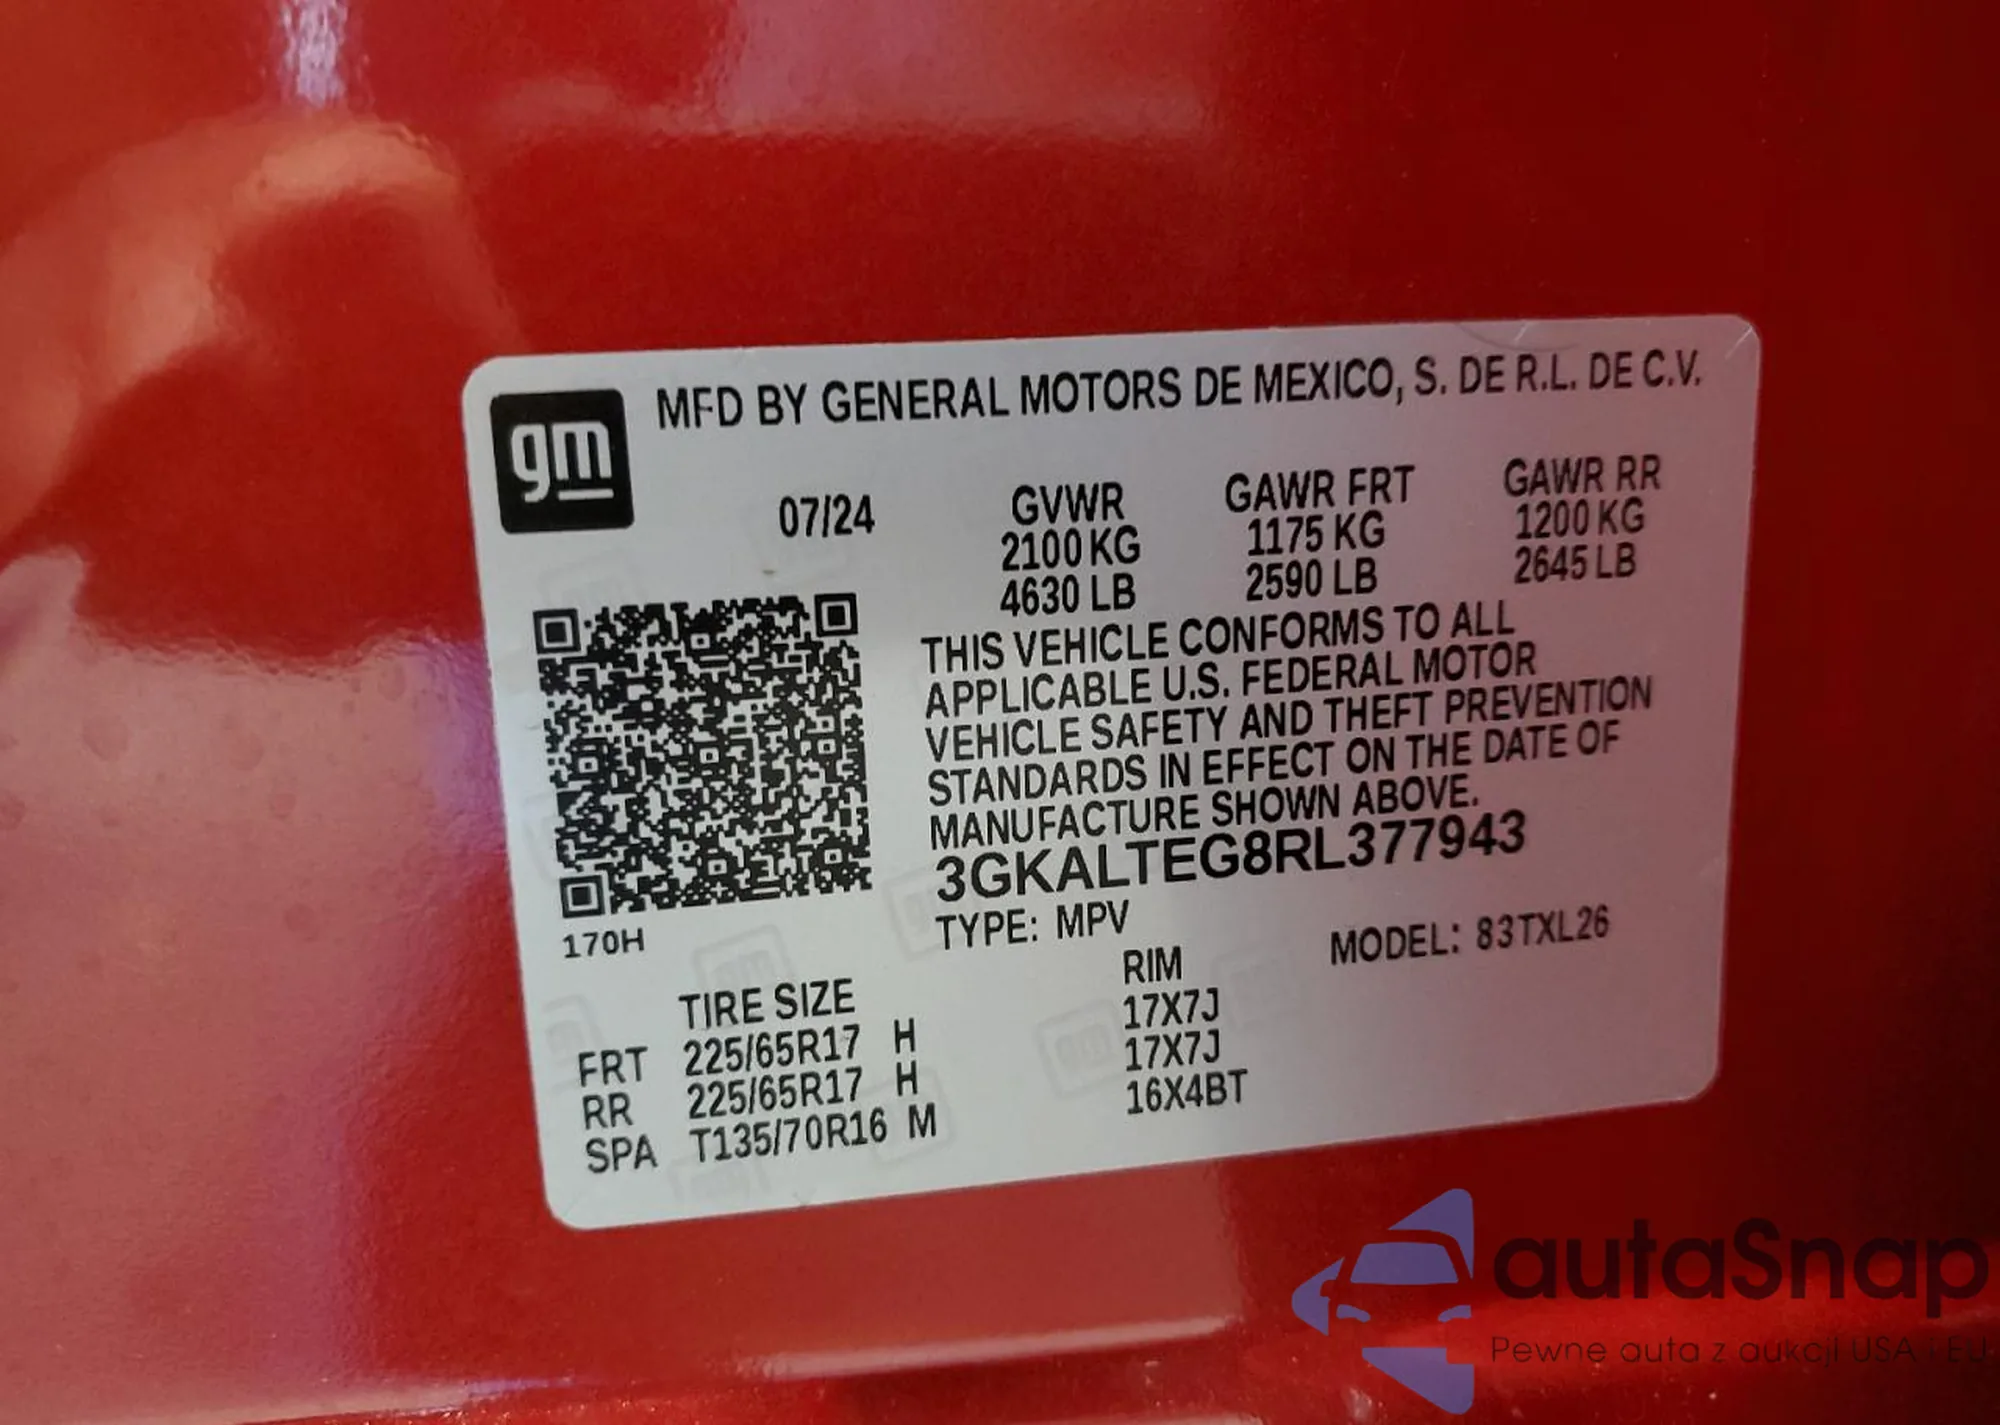 gm
MFD BY GENERAL MOTORS DE MEXICO, S. DE R.L. DE C.V.
07/24 GVWR GAWR FRT GAWR RR
2100 KG 1175 KG 1200 KG
4630 LB 2590 LB 2645 LB
THIS VEHICLE CONFORMS TO ALL
APPLICABLE U.S. FEDERAL MOTOR
VEHICLE SAFETY AND THEFT PREVENTION
STANDARDS IN EFFECT ON THE DATE OF
MANUFACTURE SHOWN ABOVE.
3GKALTEG8RL377943
170H
TYPE: MPV MODEL: 83TXL26
TIRE SIZE RIM
FRT 225/65R17 H 17X7J
RR 225/65R17 H 17X7J
SPA T135/70R16 M 16X4BT
autaSnap
Pewne auta z aukcji USA i EU